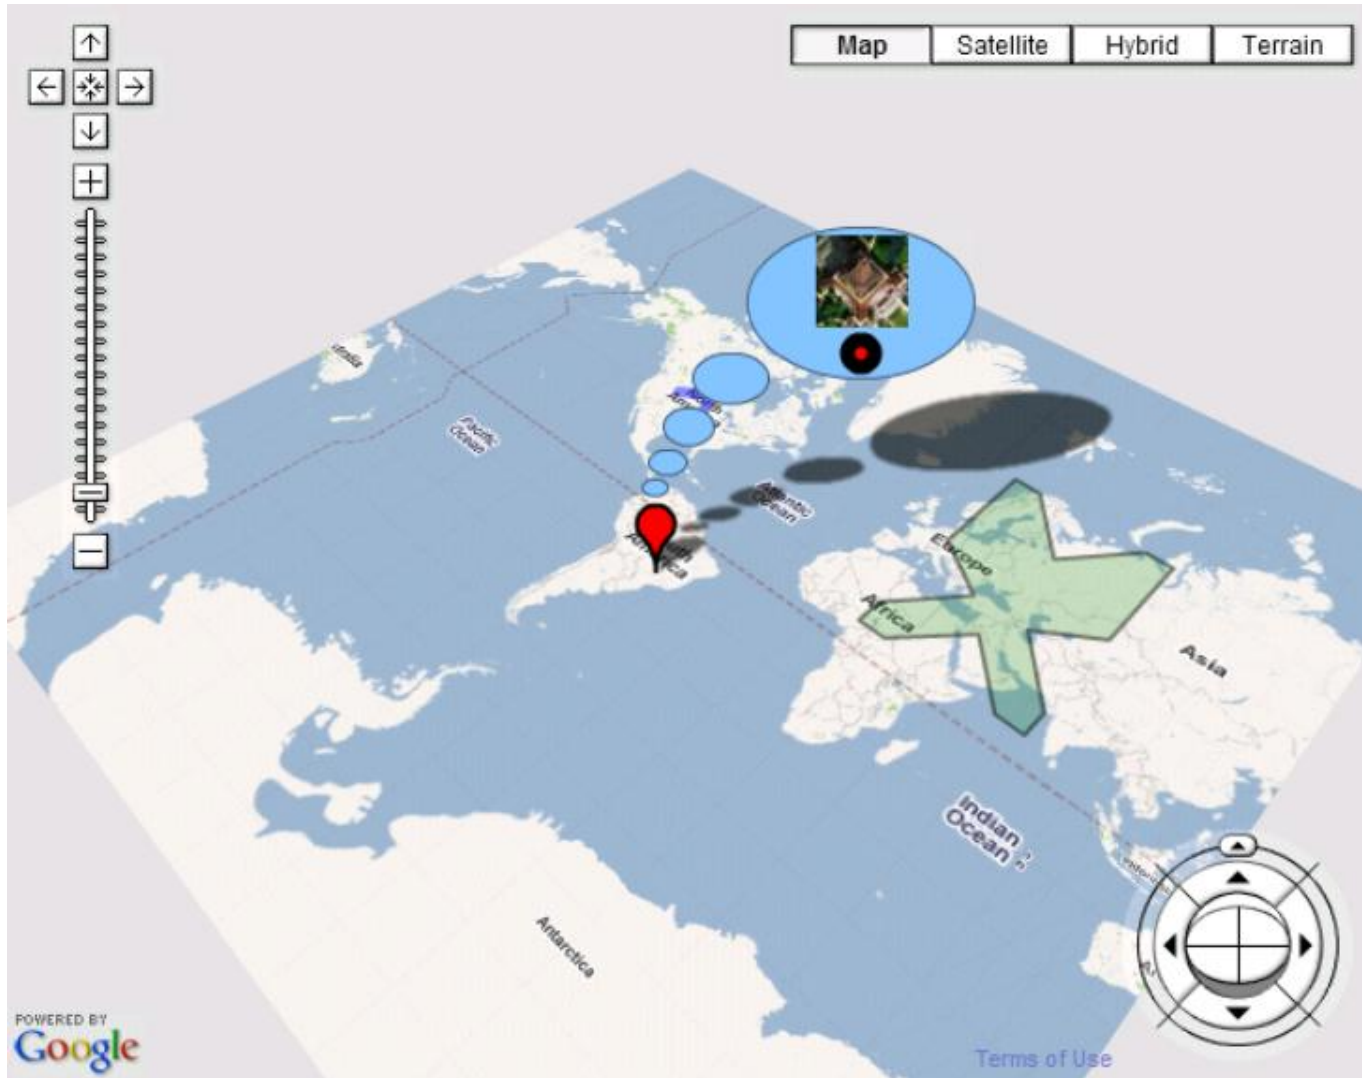 Map
Satellite
Hybrid
Terrain
Pacific
Ocean
Atlantic
Ocean
Europe
Africa
Asia
Indian
Ocean
Antarctica
POWERED BY
Google
Terms of Use